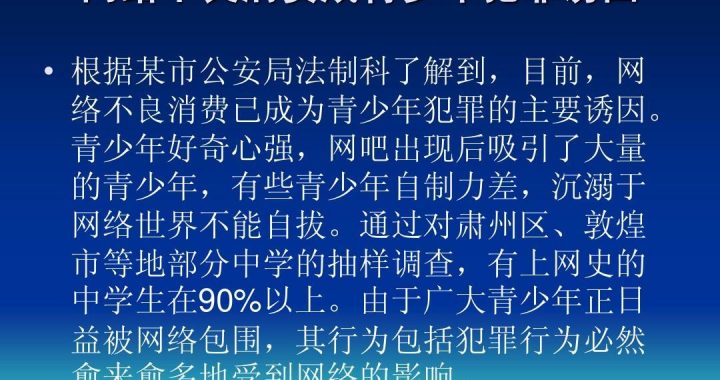 • 根据某市公安局法制科了解到，目前，网
络不良消费已成为青少年犯罪的主要诱因。
青少年好奇心强，网吧出现后吸引了大量
的青少年，有些青少年自制力差，沉溺于
网络世界不能自拔。通过对肃州区、敦煌
市等地部分中学的抽样调查，有上网史的
中学生在90%以上。由于广大青少年正日
益被网络包围，其行为包括犯罪行为必然
愈来愈多地受到网络的影响